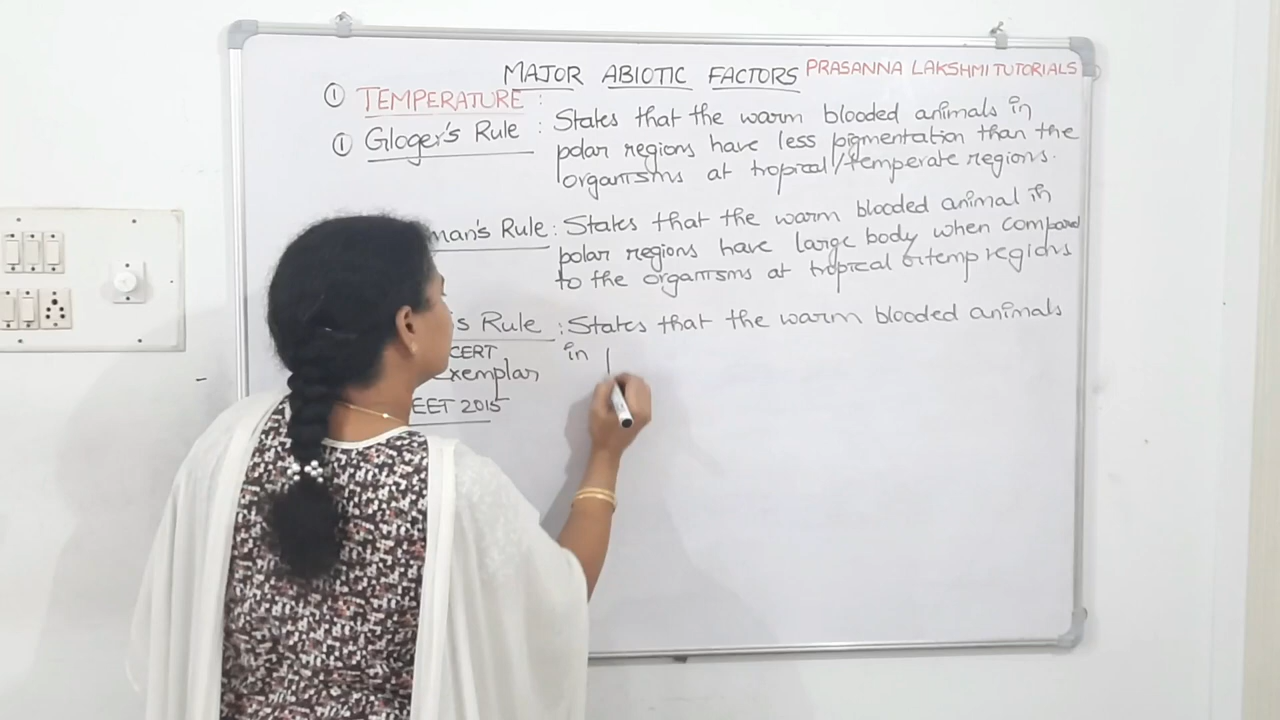 MAJOR ABIOTIC FACTORS PRASANNA LAKSHMI TUTORIALS
① TEMPERATURE :
① Gloger's Rule : States that the warm blooded animals in
polar regions have less pigmentation than the
organisms at tropical/temperate regions.
man's Rule : States that the warm blooded animal in
polar regions have large body when compared
to the organisms at tropical or temp regions
s Rule : States that the warm blooded animals
in
CERT
Exemplar
EET 2015